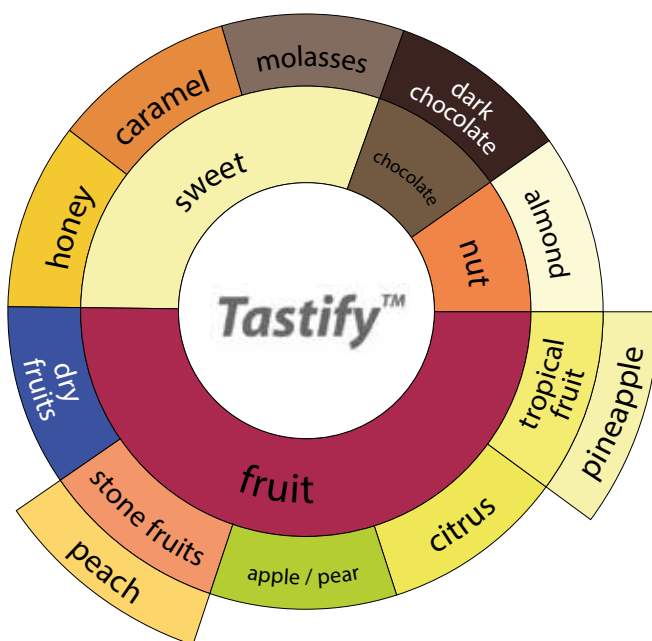 molasses
caramel
dark
chocolate
sweet
chocolate
honey
almond
nut
Tastify™
dry
fruits
tropical
fruit
pineapple
fruit
stone fruits
citrus
peach
apple / pear